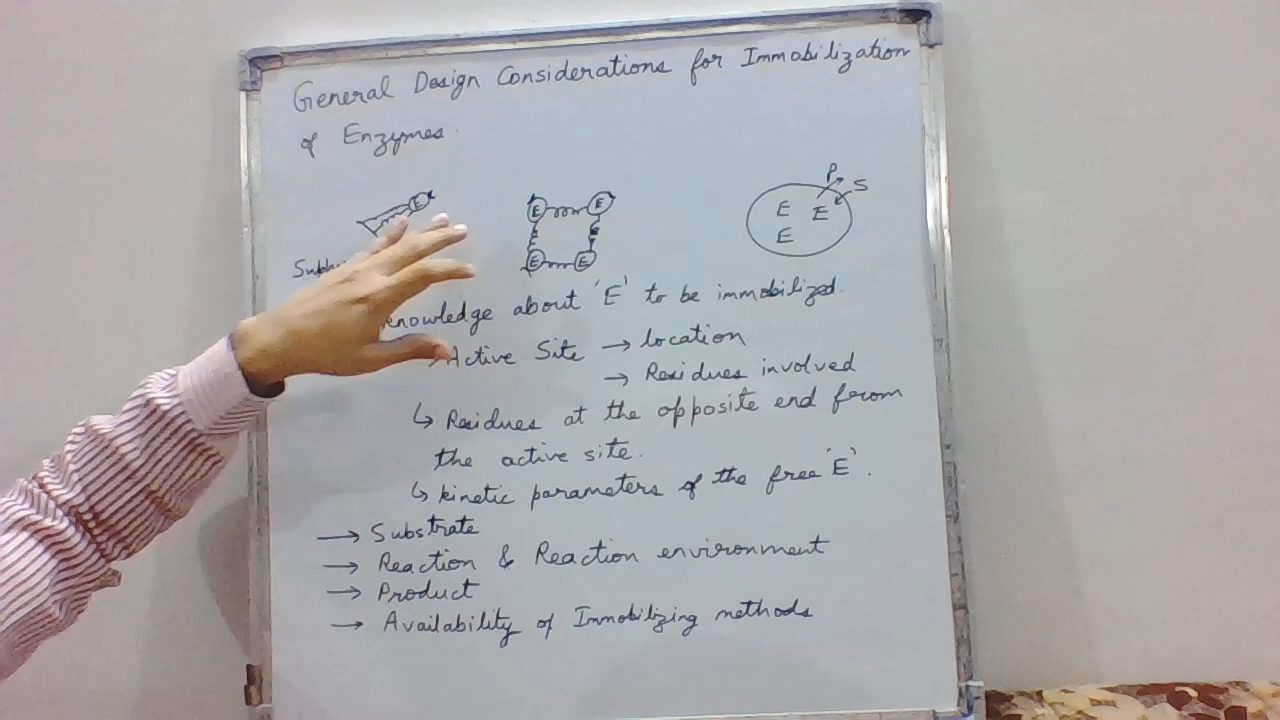 General Design Considerations for Immobilization
of Enzymes.
E
E E
E E
P
S
E E
E
knowledge about 'E' to be immobilized.
Active Site → location
→ Residues involved
↳ Residues at the opposite end from
the active site.
↳ kinetic parameters of the free 'E'.
→ Substrate
→ Reaction & Reaction environment
→ Product
→ Availability of Immobilizing methods